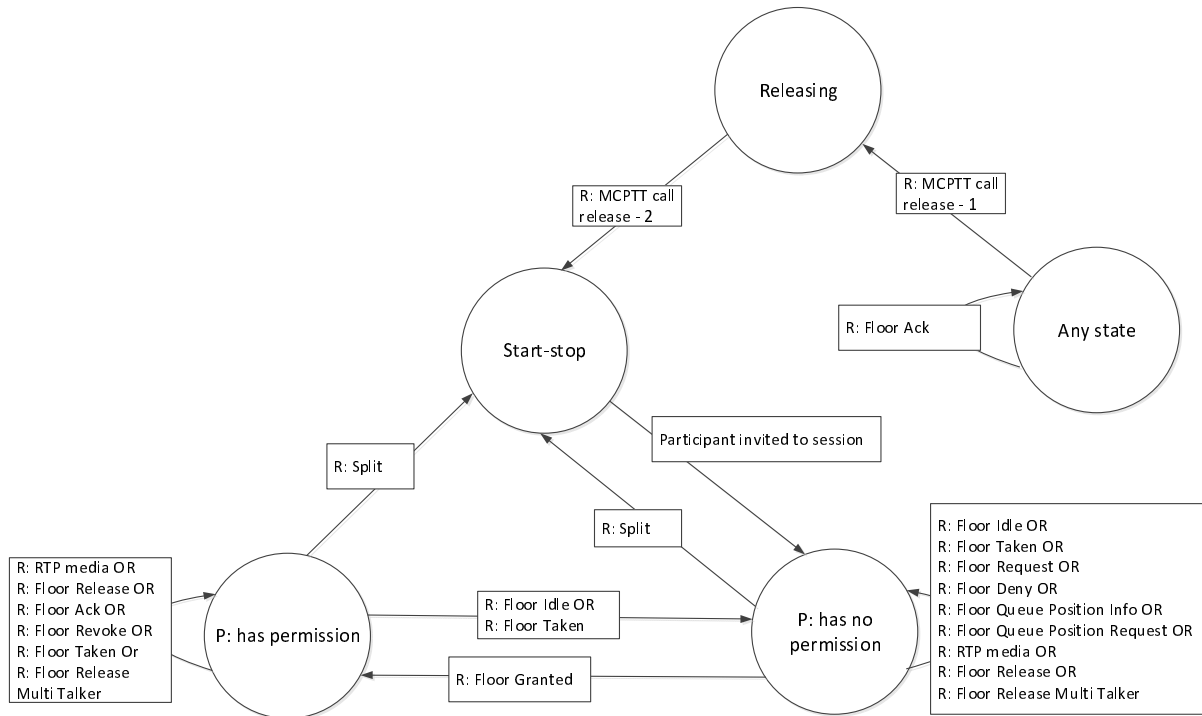 Releasing
R: MCPTT call
release - 2
R: MCPTT call
release - 1
R: Floor Ack
Any state
Start-stop
Participant invited to session
R: Split
R: Split
R: RTP media OR
R: Floor Release OR
R: Floor Ack OR
R: Floor Revoke OR
R: Floor Taken Or
R: Floor Release
Multi Talker
P: has permission
R: Floor Idle OR
R: Floor Taken
R: Floor Granted
P: has no
permission
R: Floor Idle OR
R: Floor Taken OR
R: Floor Request OR
R: Floor Deny OR
R: Floor Queue Position Info OR
R: Floor Queue Position Request OR
R: RTP media OR
R: Floor Release OR
R: Floor Release Multi Talker